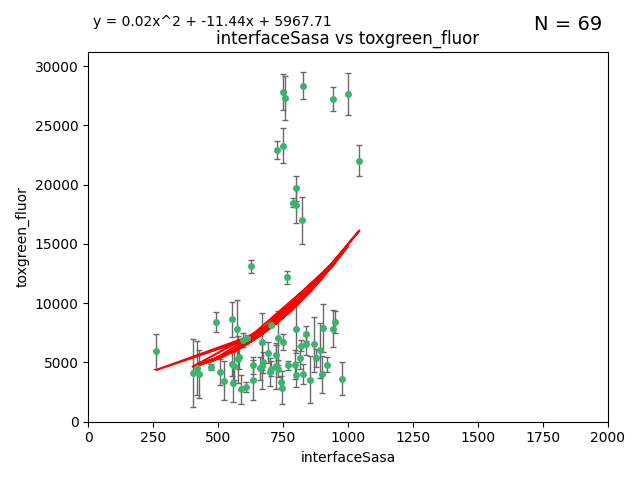 y = 0.02x^2 + -11.44x + 5967.71
N = 69
interfaceSasa vs toxgreen_fluor
30000
25000
20000
15000
10000
5000
0
toxgreen_fluor
0 250 500 750 1000 1250 1500 1750 2000
interfaceSasa